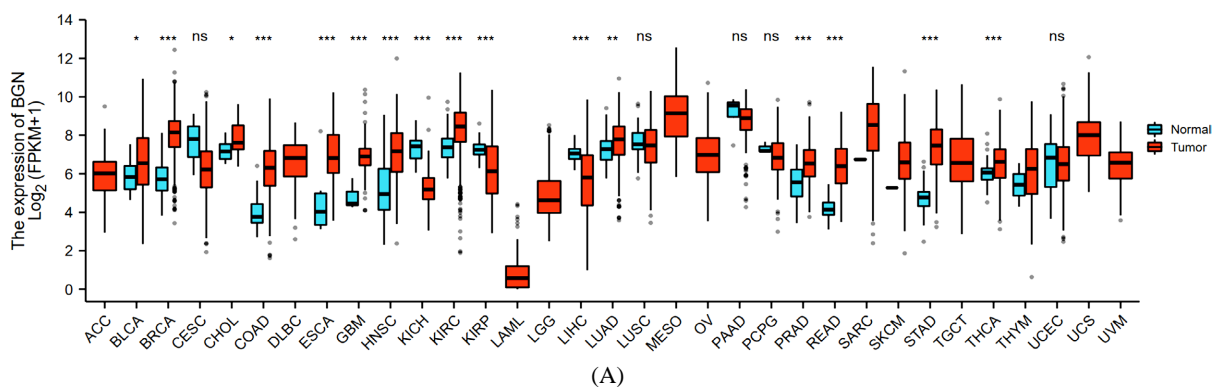 The expression of BGN
Log2 (FPKM+1)
14
12
10
8
6
4
2
0
* *** ns * *** *** *** *** *** *** *** *** ** ns ns ns *** *** *** *** ns
Normal
Tumor
ACC BLCA BRCA CESC CHOL COAD DLBC ESCA GBM HNSC KICH KIRC KIRP LAML LGG LIHC LUAD LUSC MESO OV PAAD PCPG PRAD READ SARC SKCM STAD TGCT THCA THYM UCEC UCS UVM
(A)